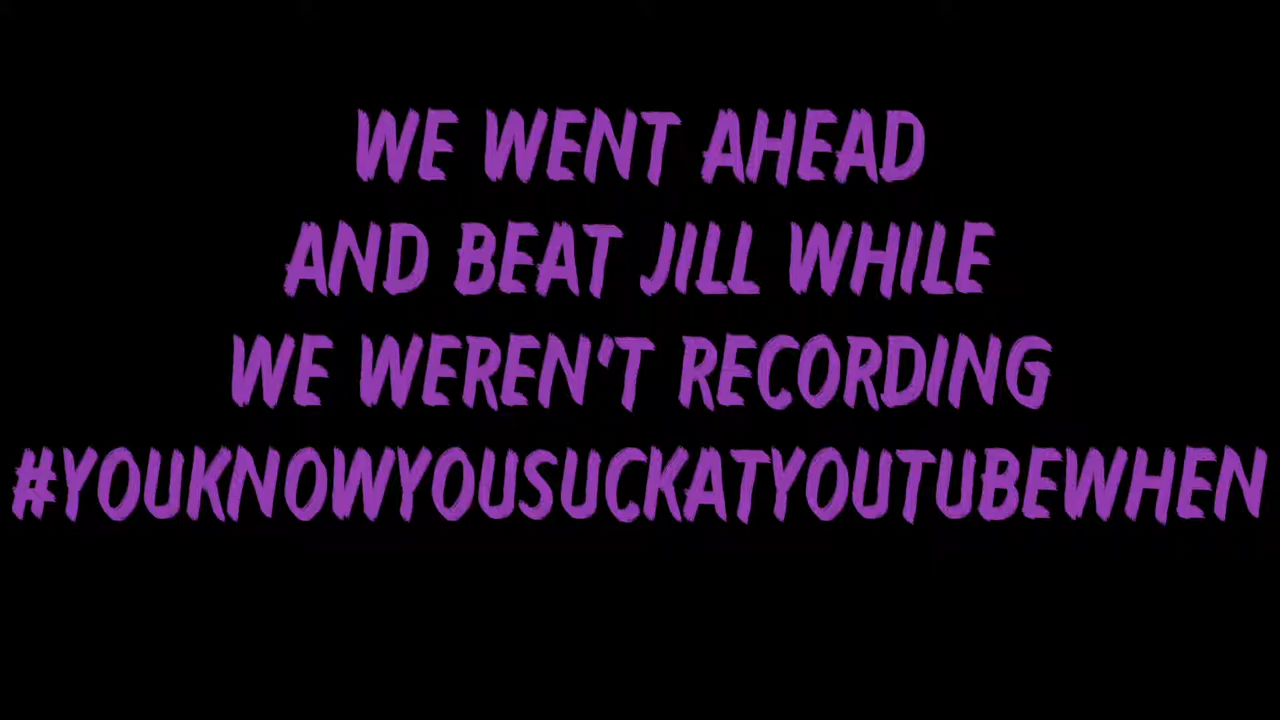 WE WENT AHEAD
AND BEAT JILL WHILE
WE WEREN'T RECORDING
#YOUKNOWYOUSUCKATYOUTUBEWHEN